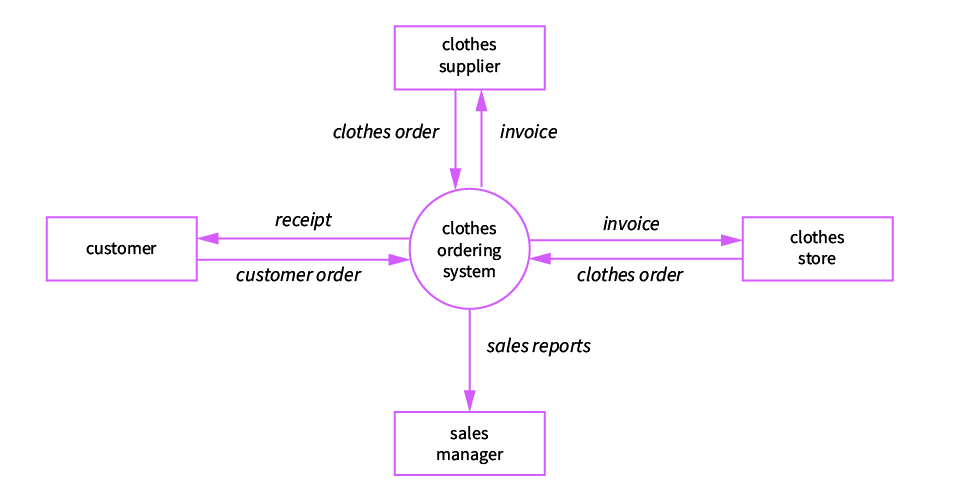 clothes
supplier
clothes order
invoice
receipt
customer
customer order
clothes
ordering
system
invoice
clothes order
clothes
store
sales reports
sales
manager